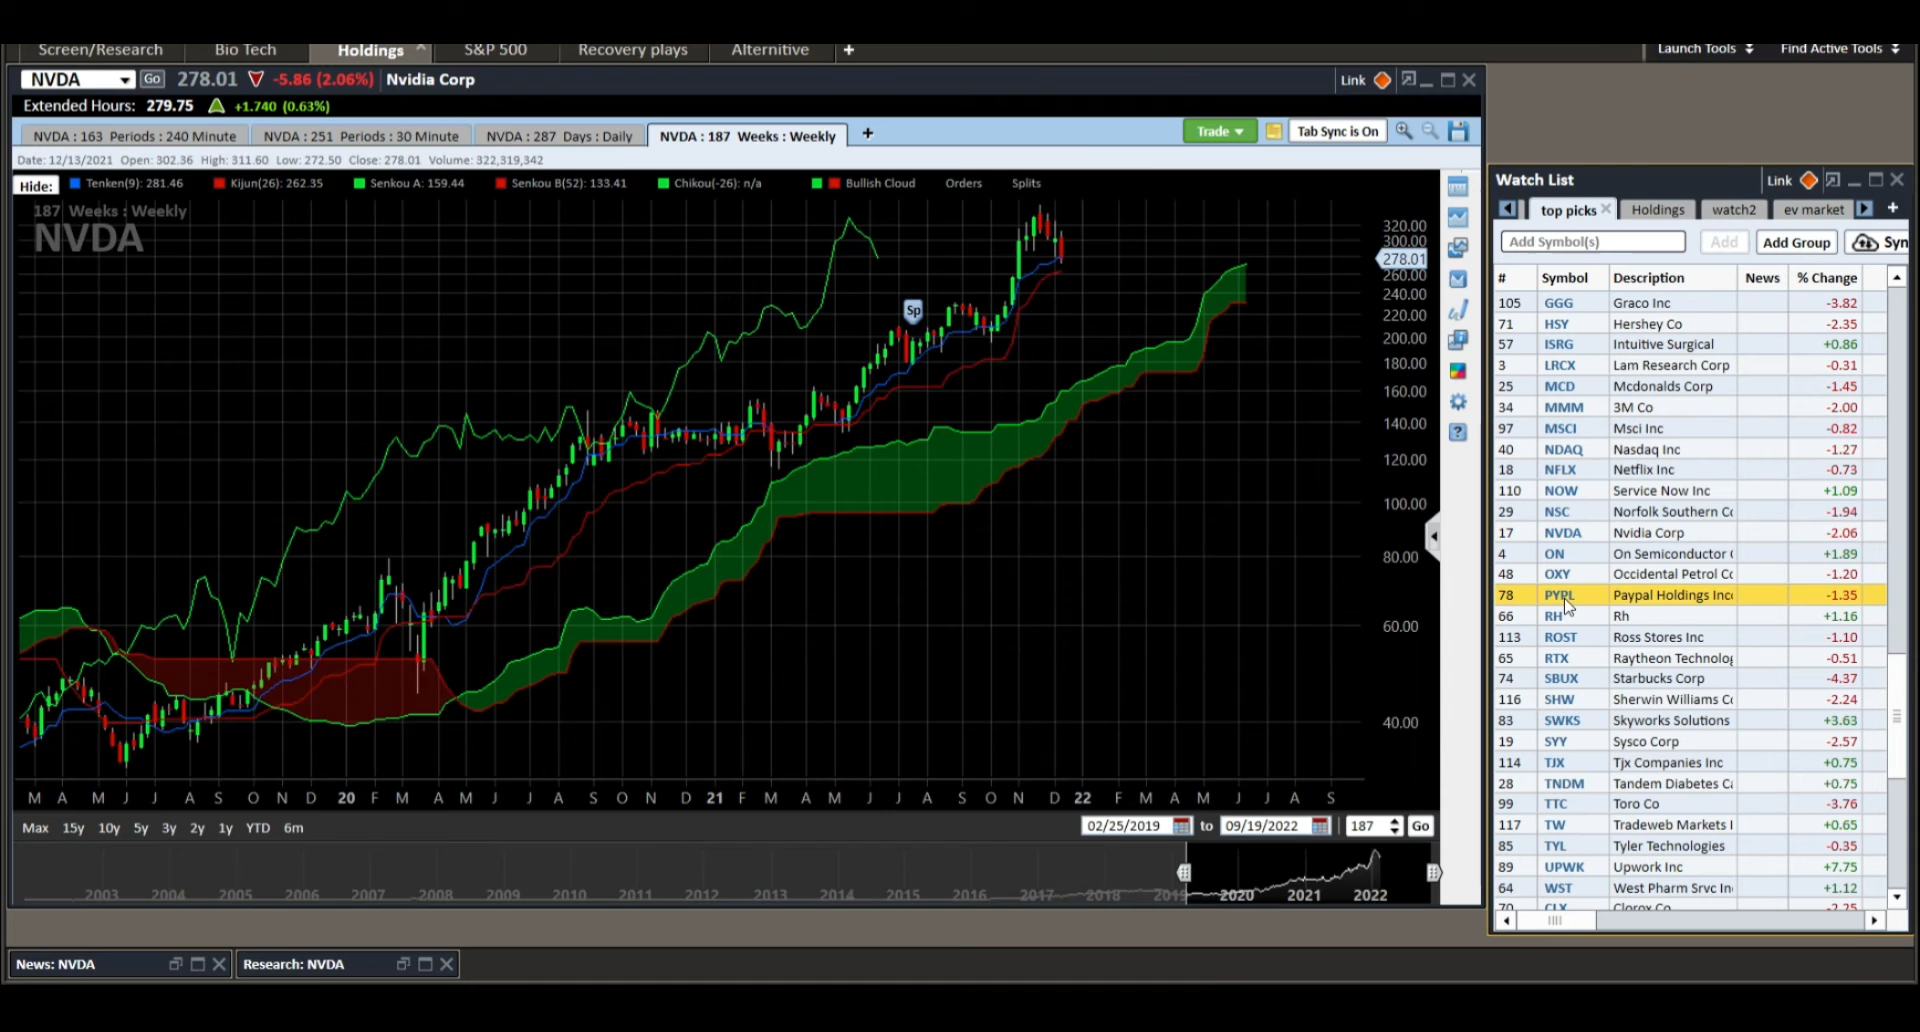 Screen/Research Bio Tech Holdings S&P 500 Recovery plays Alternitive + Launch Tools Find Active Tools
NVDA Go 278.01 -5.86 (2.06%) Nvidia Corp Link
Extended Hours: 279.75 +1.740 (0.63%)
NVDA : 163 Periods : 240 Minute NVDA : 251 Periods : 30 Minute NVDA : 287 Days : Daily NVDA : 187 Weeks : Weekly + Trade Tab Sync is On
Date: 12/13/2021 Open: 302.36 High: 311.60 Low: 272.50 Close: 278.01 Volume: 322,319,342
Hide: Tenken(9): 281.46 Kijun(26): 262.35 Senkou A: 159.44 Senkou B(52): 133.41 Chikou(-26): n/a Bullish Cloud Orders Splits
187 Weeks : Weekly
NVDA
Sp
320.00
300.00
278.01
260.00
240.00
220.00
200.00
180.00
160.00
140.00
120.00
100.00
80.00
60.00
40.00
?
M A M J J A S O N D 20 F M A M J J A S O N D 21 F M A M J J A S O N D 22 F M A M J J A S
Max 15y 10y 5y 3y 2y 1y YTD 6m 02/25/2019 to 09/19/2022 187 Go
2003 2004 2005 2006 2007 2008 2009 2010 2011 2012 2013 2014 2015 2016 2017 2018 2019 2020 2021 2022
Watch List Link
top picks Holdings watch2 ev market +
Add Symbol(s) Add Add Group Syn
# Symbol Description News % Change
105 GGG Graco Inc -3.82
71 HSY Hershey Co -2.35
57 ISRG Intuitive Surgical +0.86
3 LRCX Lam Research Corp -0.31
25 MCD Mcdonalds Corp -1.45
34 MMM 3M Co -2.00
97 MSCI Msci Inc -0.82
40 NDAQ Nasdaq Inc -1.27
18 NFLX Netflix Inc -0.73
110 NOW Service Now Inc +1.09
29 NSC Norfolk Southern Co -1.94
17 NVDA Nvidia Corp -2.06
4 ON On Semiconductor -1.89
48 OXY Occidental Petrol Co -1.20
78 PYPL Paypal Holdings Inc -1.35
66 RH Rh +1.16
113 ROST Ross Stores Inc -1.10
65 RTX Raytheon Technolog -0.51
74 SBUX Starbucks Corp -4.37
116 SHW Sherwin Williams Co -2.24
83 SWKS Skyworks Solutions +3.63
19 SYY Sysco Corp -2.57
114 TJX Tjx Companies Inc +0.75
28 TNDM Tandem Diabetes Ca +0.75
99 TTC Toro Co -3.76
117 TW Tradeweb Markets I +0.65
85 TYL Tyler Technologies -0.35
89 UPWK Upwork Inc +7.75
64 WST West Pharm Srvc In +1.12
70 CLX Clorox Co -2.25
News: NVDA Research: NVDA